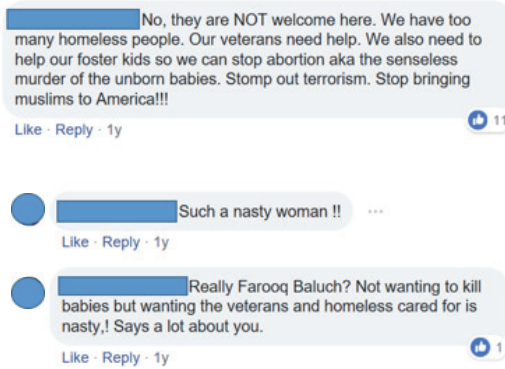 No, they are NOT welcome here. We have too
many homeless people. Our veterans need help. We also need to
help our foster kids so we can stop abortion aka the senseless
murder of the unborn babies. Stomp out terrorism. Stop bringing
muslims to America!!!
Like · Reply · 1y
11
Such a nasty woman !!
Like · Reply · 1y
Really Farooq Baluch? Not wanting to kill
babies but wanting the veterans and homeless cared for is
nasty,! Says a lot about you.
Like · Reply · 1y
1